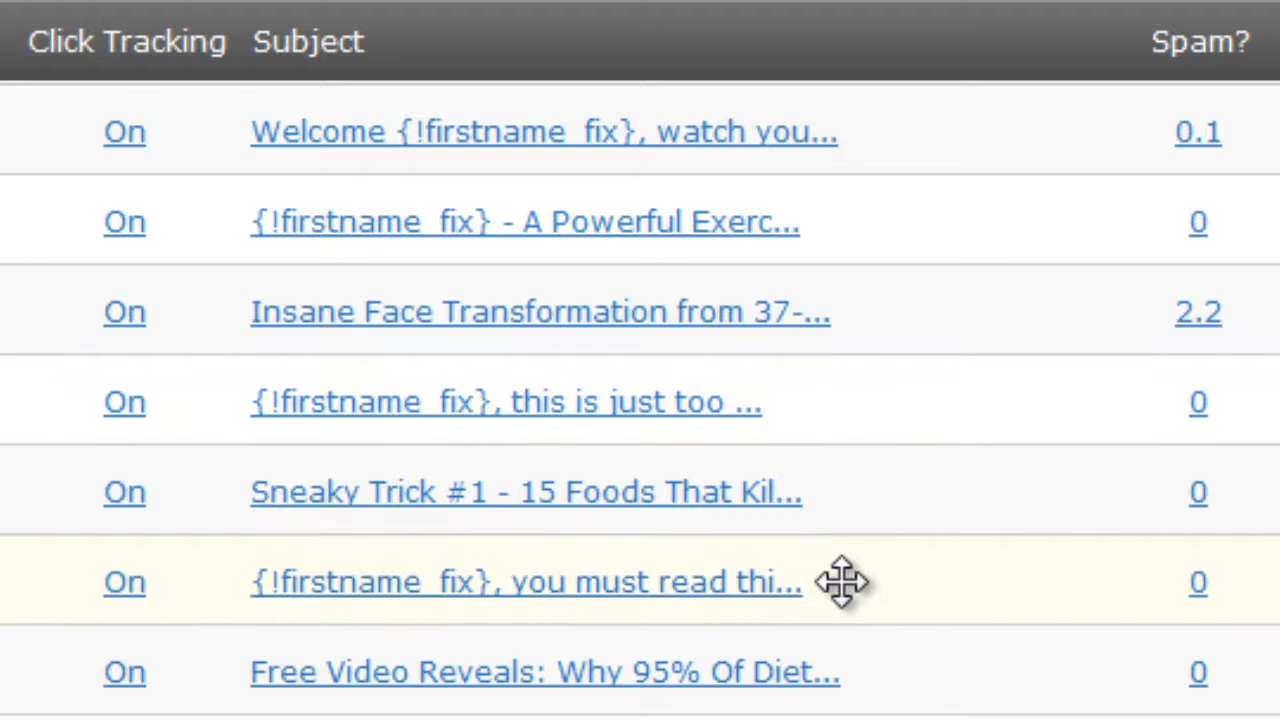 Click Tracking Subject Spam?
On Welcome {!firstname_fix}, watch you... 0.1
On {!firstname_fix} - A Powerful Exerc... 0
On Insane Face Transformation from 37-... 2.2
On {!firstname_fix}, this is just too ... 0
On Sneaky Trick #1 - 15 Foods That Kil... 0
On {!firstname_fix}, you must read thi... 0
On Free Video Reveals: Why 95% Of Diet... 0